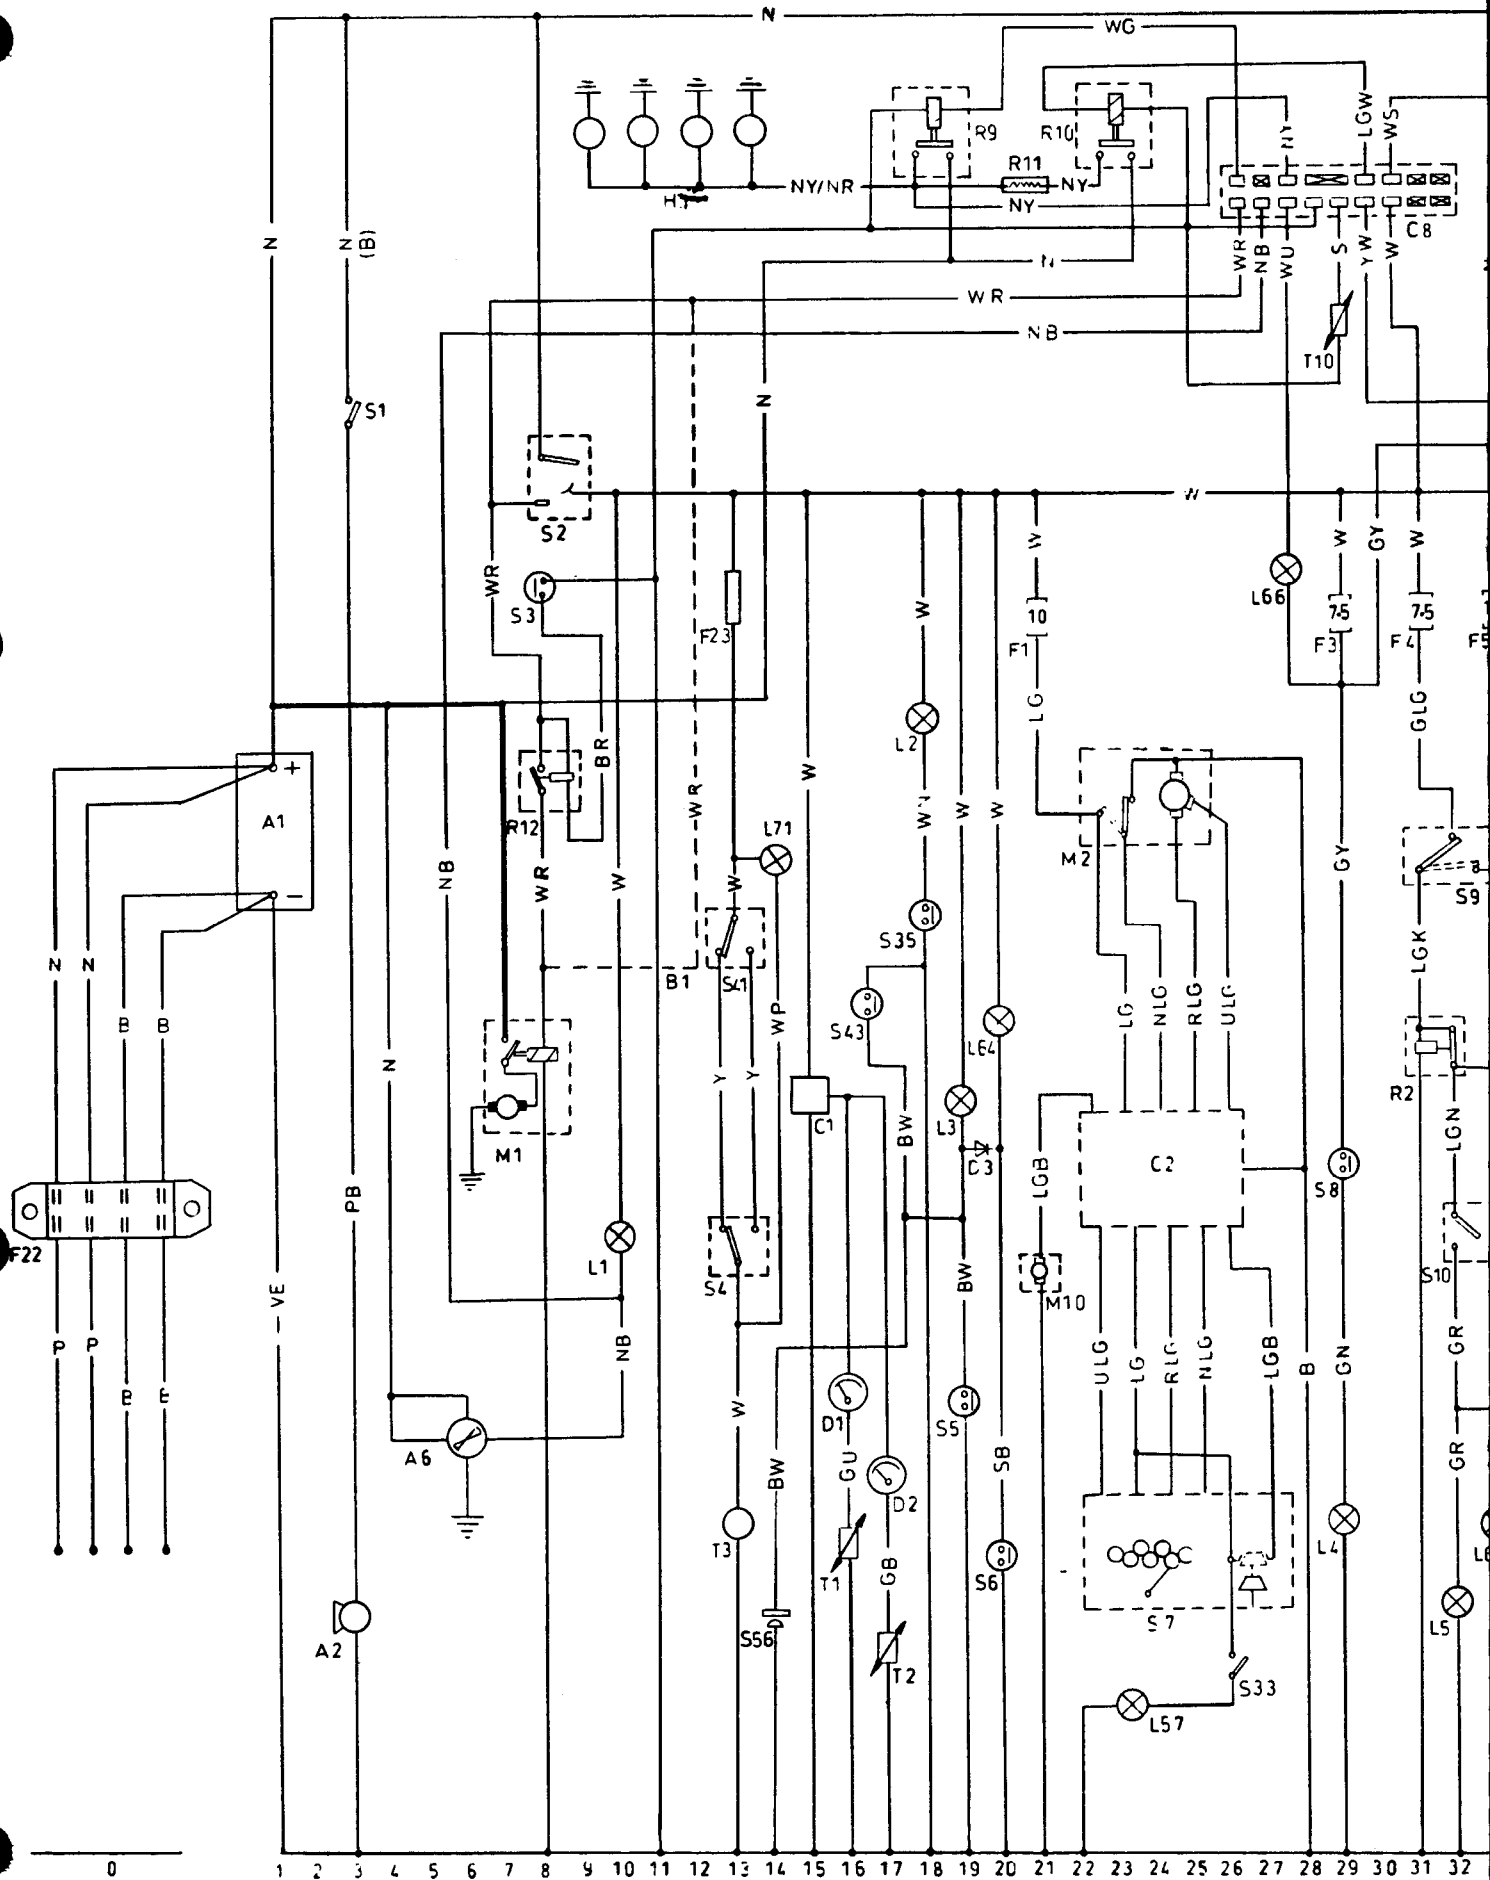 N
WG
R9
R10
LGW
WS
NY
R11
NY/NR
NY
NY
C8
N
N
(B)
WR
NB
WU
S
YW
W
N
WR
NB
T10
S1
N
W
S2
WR
S3
F23
W
W
W
GY
W
L66
10
7.5
7.5
F1
F3
F4
F5
LG
GLG
L2
BR
+
A1
R12
WR
W
L71
M2
WR
NB
W
W
W
W
GY
S9
–
S35
N
N
B1
S41
LGK
B
B
S43
WP
LG
NLG
RLG
ULG
L64
N
Y
Y
C1
BW
L3
R2
M1
D3
LGB
C2
LGN
S8
PB
F22
L1
S4
S10
VE
BW
M10
P
P
NB
ULG
LG
RLG
NLG
LGB
B
GN
GR
B
W
D1
S5
A6
BW
GU
SB
GR
D2
T3
T1
GB
S6
L4
S7
L5
A2
S56
T2
S33
L57
0
1
2
3
4
5
6
7
8
9
10
11
12
13
14
15
16
17
18
19
20
21
22
23
24
25
26
27
28
29
30
31
32